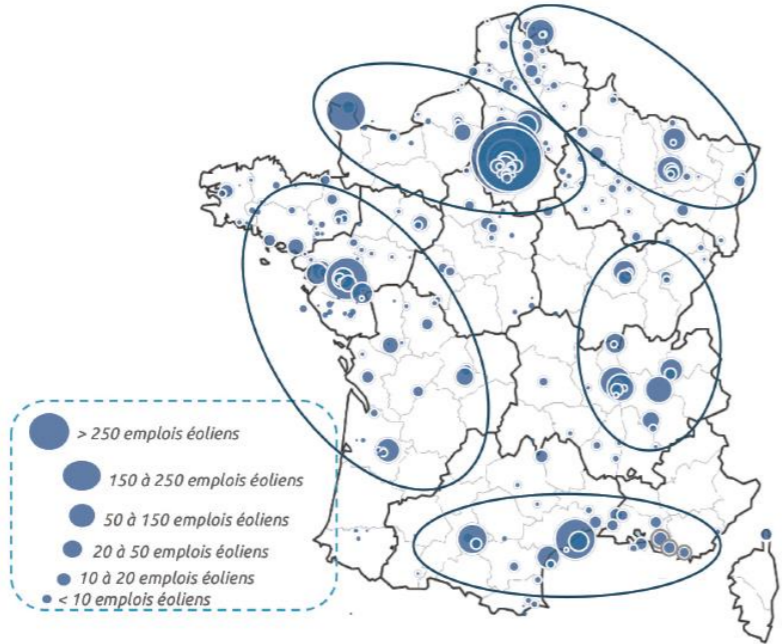 > 250 emplois éoliens
150 à 250 emplois éoliens
50 à 150 emplois éoliens
20 à 50 emplois éoliens
10 à 20 emplois éoliens
< 10 emplois éoliens